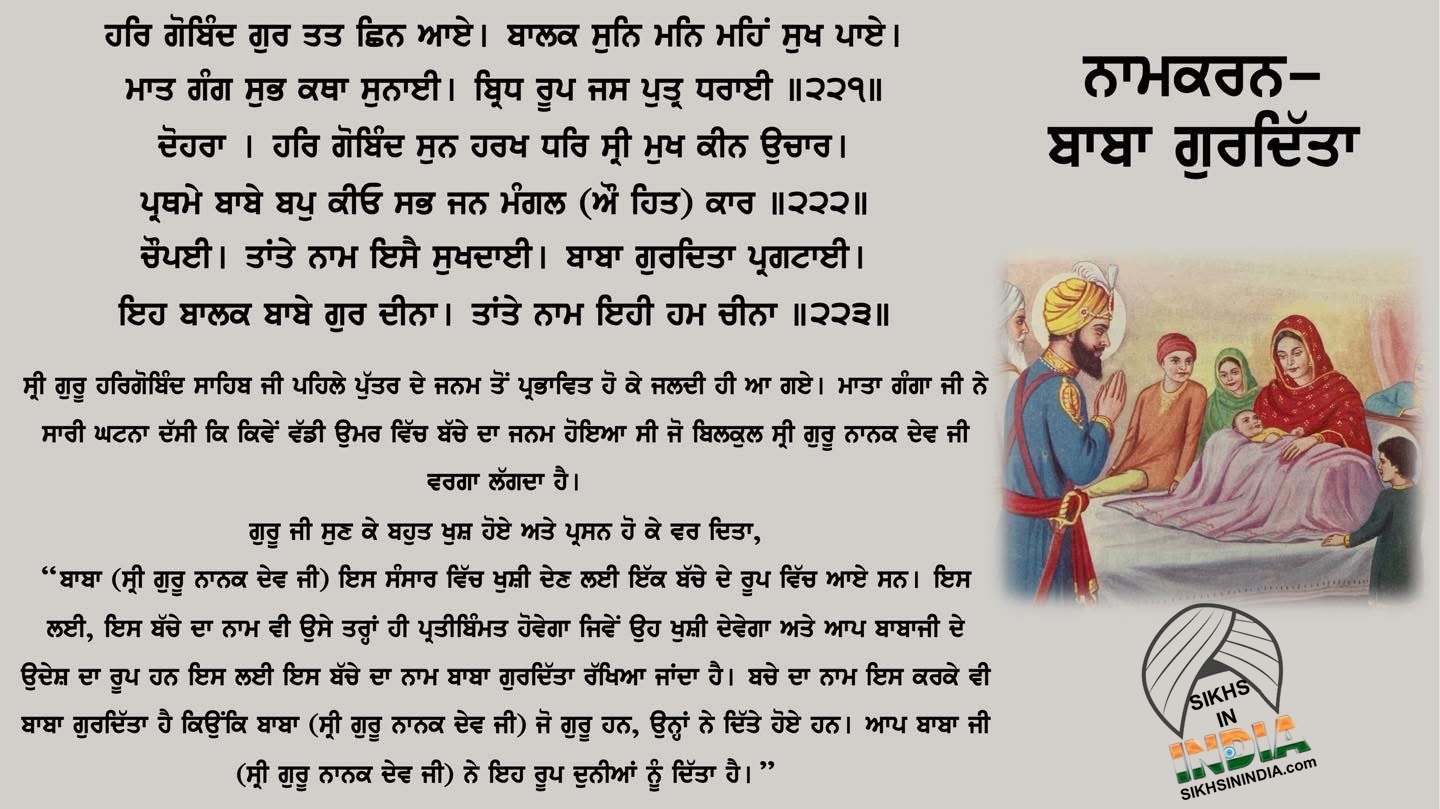 ਹਰਿ ਗੋਬਿੰਦ ਗੁਰ ਤਤ ਛਿਨ ਆਏ। ਬਾਲਕ ਸੁਨਿ ਮਨਿ ਮਹਿਂ ਸੁਖ ਪਾਏ।
ਮਾਤ ਗੰਗ ਸੁਭ ਕਥਾ ਸੁਨਾਈ। ਬ੍ਰਿਧ ਰੂਪ ਜਸ ਪੁਤ੍ਰ ਧਰਾਈ ॥੨੨੧॥
ਦੋਹਰਾ । ਹਰਿ ਗੋਬਿੰਦ ਸੁਨ ਹਰਖ ਧਰਿ ਸ੍ਰੀ ਮੁਖ ਕੀਨ ਉਚਾਰ।
ਪ੍ਰਥਮੇ ਬਾਬੇ ਬਪੁ ਕੀਓ ਸਭ ਜਨ ਮੰਗਲ (ਔ ਹਿਤ) ਕਾਰ ॥੨੨੨॥
ਚੌਪਈ। ਤਾਂਤੇ ਨਾਮ ਇਸੈ ਸੁਖਦਾਈ। ਬਾਬਾ ਗੁਰਦਿਤਾ ਪ੍ਰਗਟਾਈ।
ਇਹ ਬਾਲਕ ਬਾਬੇ ਗੁਰ ਦੀਨਾ। ਤਾਂਤੇ ਨਾਮ ਇਹੀ ਹਮ ਚੀਨਾ ॥੨੨੩॥
ਸ੍ਰੀ ਗੁਰੂ ਹਰਿਗੋਬਿੰਦ ਸਾਹਿਬ ਜੀ ਪਹਿਲੇ ਪੁੱਤਰ ਦੇ ਜਨਮ ਤੋਂ ਪ੍ਰਭਾਵਿਤ ਹੋ ਕੇ ਜਲਦੀ ਹੀ ਆ ਗਏ। ਮਾਤਾ ਗੰਗਾ ਜੀ ਨੇ
ਸਾਰੀ ਘਟਨਾ ਦੱਸੀ ਕਿ ਕਿਵੇਂ ਵੱਡੀ ਉਮਰ ਵਿੱਚ ਬੱਚੇ ਦਾ ਜਨਮ ਹੋਇਆ ਸੀ ਜੋ ਬਿਲਕੁਲ ਸ੍ਰੀ ਗੁਰੂ ਨਾਨਕ ਦੇਵ ਜੀ
ਵਰਗਾ ਲੱਗਦਾ ਹੈ।
ਗੁਰੂ ਜੀ ਸੁਣ ਕੇ ਬਹੁਤ ਖੁਸ਼ ਹੋਏ ਅਤੇ ਪ੍ਰਸਨ ਹੋ ਕੇ ਵਰ ਦਿਤਾ,
“ਬਾਬਾ (ਸ੍ਰੀ ਗੁਰੂ ਨਾਨਕ ਦੇਵ ਜੀ) ਇਸ ਸੰਸਾਰ ਵਿੱਚ ਖੁਸ਼ੀ ਦੇਣ ਲਈ ਇੱਕ ਬੱਚੇ ਦੇ ਰੂਪ ਵਿੱਚ ਆਏ ਸਨ। ਇਸ
ਲਈ, ਇਸ ਬੱਚੇ ਦਾ ਨਾਮ ਵੀ ਉਸੇ ਤਰ੍ਹਾਂ ਹੀ ਪ੍ਰਤੀਬਿੰਮਤ ਹੋਵੇਗਾ ਜਿਵੇਂ ਉਹ ਖੁਸ਼ੀ ਦੇਵੇਗਾ ਅਤੇ ਆਪ ਬਾਬਾਜੀ ਦੇ
ਉਦੇਸ਼ ਦਾ ਰੂਪ ਹਨ ਇਸ ਲਈ ਇਸ ਬੱਚੇ ਦਾ ਨਾਮ ਬਾਬਾ ਗੁਰਦਿੱਤਾ ਰੱਖਿਆ ਜਾਂਦਾ ਹੈ। ਬਚੇ ਦਾ ਨਾਮ ਇਸ ਕਰਕੇ ਵੀ
ਬਾਬਾ ਗੁਰਦਿੱਤਾ ਹੈ ਕਿਉਂਕਿ ਬਾਬਾ (ਸ੍ਰੀ ਗੁਰੂ ਨਾਨਕ ਦੇਵ ਜੀ) ਜੋ ਗੁਰੂ ਹਨ, ਉਨ੍ਹਾਂ ਨੇ ਦਿੱਤੇ ਹੋਏ ਹਨ। ਆਪ ਬਾਬਾ ਜੀ
(ਸ੍ਰੀ ਗੁਰੂ ਨਾਨਕ ਦੇਵ ਜੀ) ਨੇ ਇਹ ਰੂਪ ਦੁਨੀਆਂ ਨੂੰ ਦਿੱਤਾ ਹੈ।”
ਨਾਮਕਰਨ-
ਬਾਬਾ ਗੁਰਦਿੱਤਾ
SIKHS
IN
INDIA
SIKHSININDIA.com